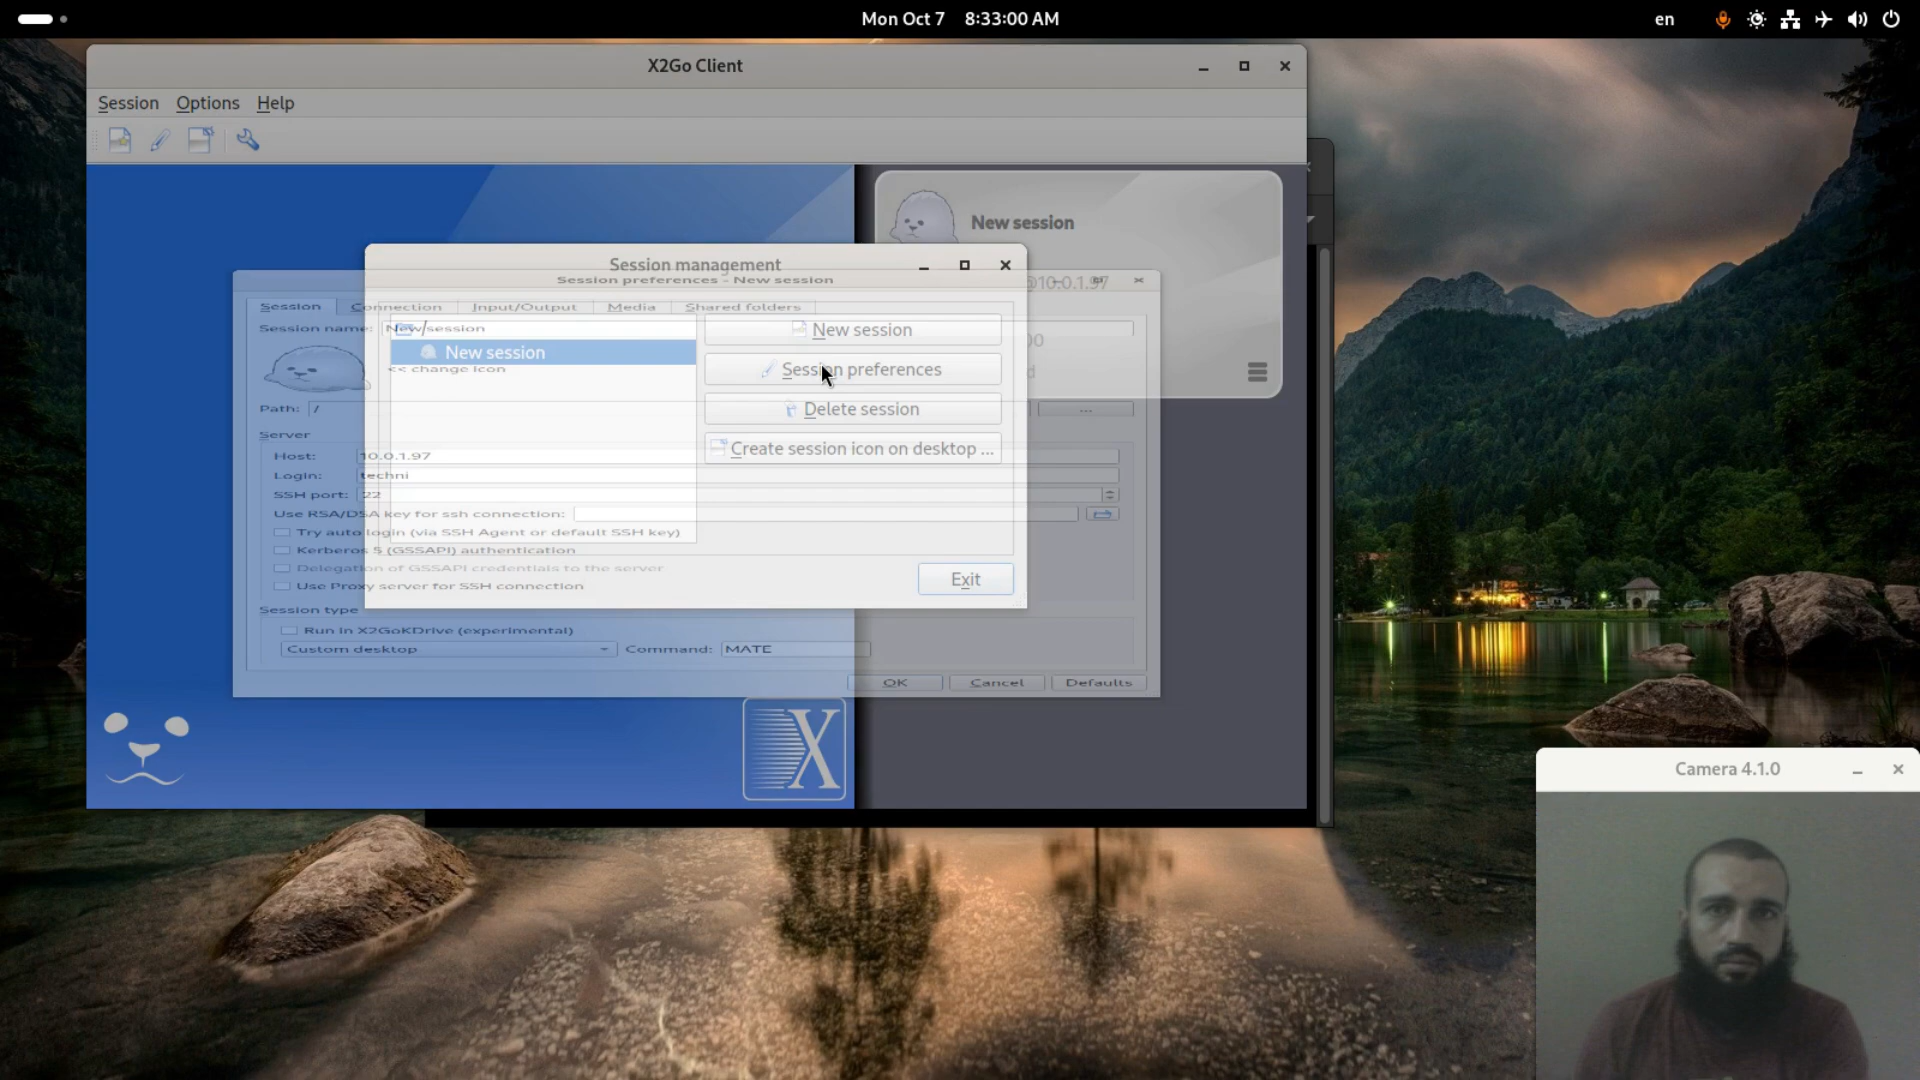 Mon Oct 7 8:33:00 AM
en
X2Go Client
Session Options Help
New session
Session management
Session preferences - New session
@10.0.1.97
Session Connection Input/Output Media Shared folders
Session name: New session
/
New session
New session
<< change icon
Session preferences
Path: /
...
Delete session
Server
Create session icon on desktop ...
Host: 10.0.1.97
Login: techni
SSH port: 22
Use RSA/DSA key for ssh connection:
Try auto login (via SSH Agent or default SSH key)
Kerberos 5 (GSSAPI) authentication
Delegation of GSSAPI credentials to the server
Use Proxy server for SSH connection
Exit
Session type
Run in X2GoKDrive (experimental)
Custom desktop Command: MATE
OK Cancel Defaults
X
Camera 4.1.0